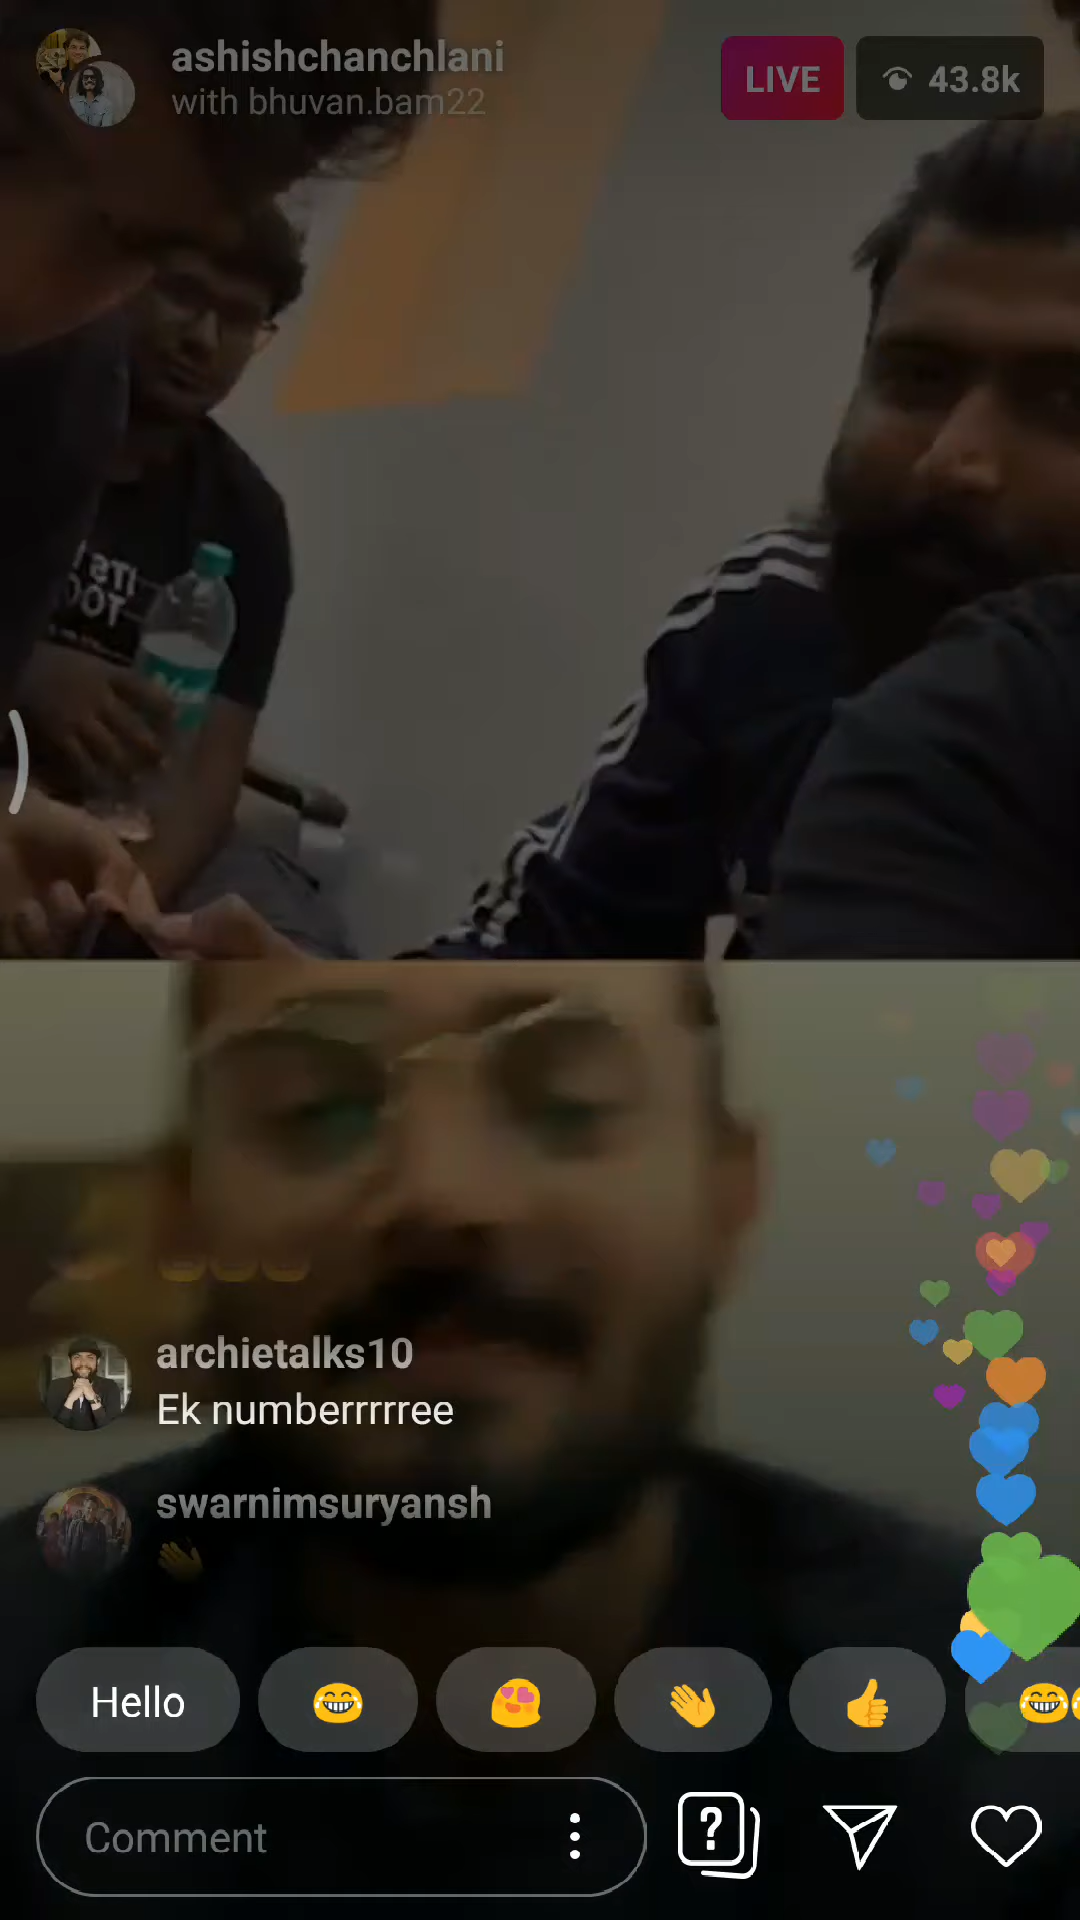 ashishchanchlani
with bhuvan.bam22
LIVE
43.8k
archietalks10
Ek numberrrrree
swarnimsuryansh
👋
Hello
😂
😍
👋
👍
😂
Comment
?